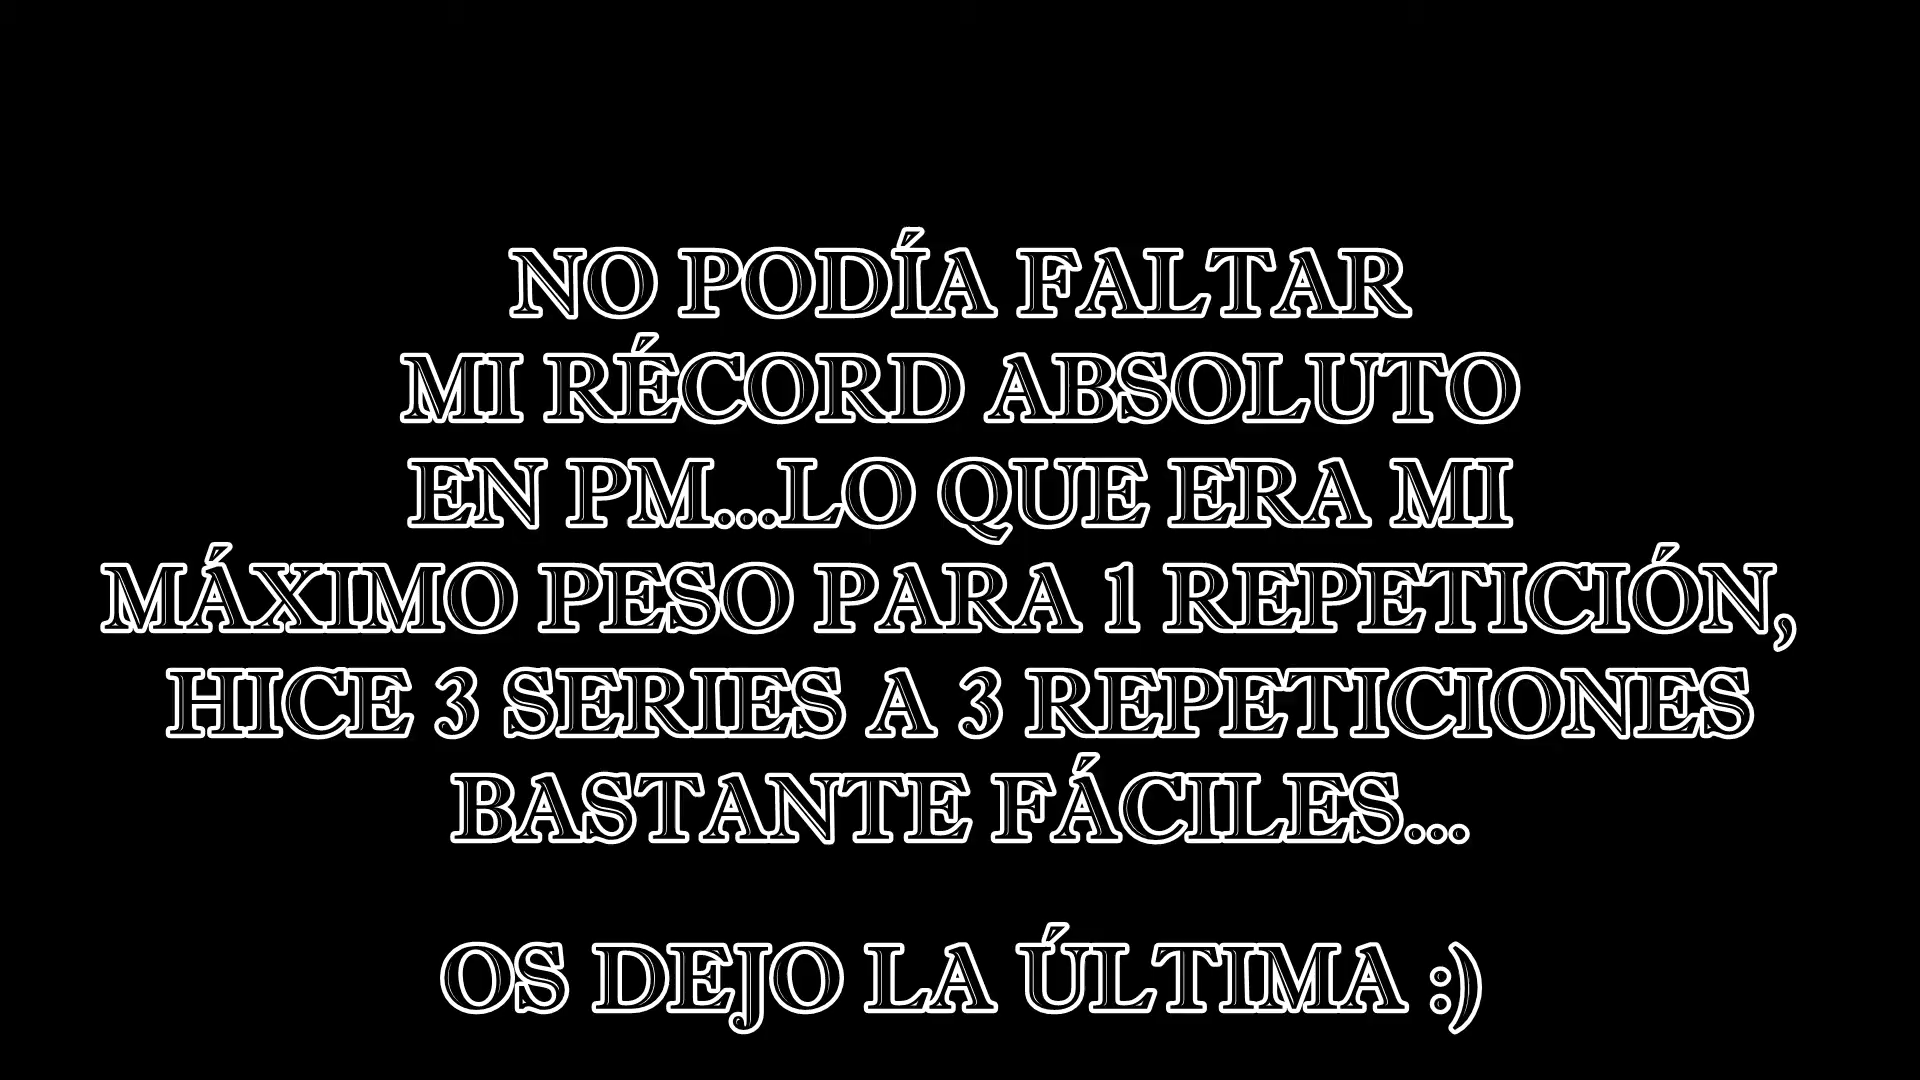 NO PODÍA FALTAR
MI RÉCORD ABSOLUTO
EN PM...LO QUE ERA MI
MÁXIMO PESO PARA 1 REPETICIÓN,
HICE 3 SERIES A 3 REPETICIONES
BASTANTE FÁCILES...
OS DEJO LA ÚLTIMA :)